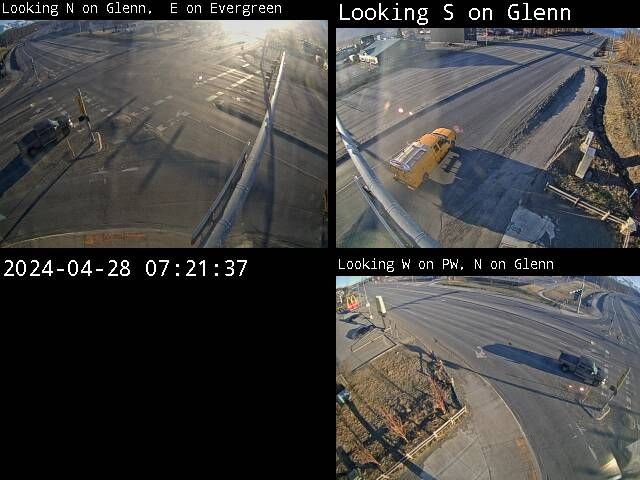 Looking N on Glenn,  E on Evergreen
Looking S on Glenn
2024-04-28 07:21:37
Looking W on PW, N on Glenn